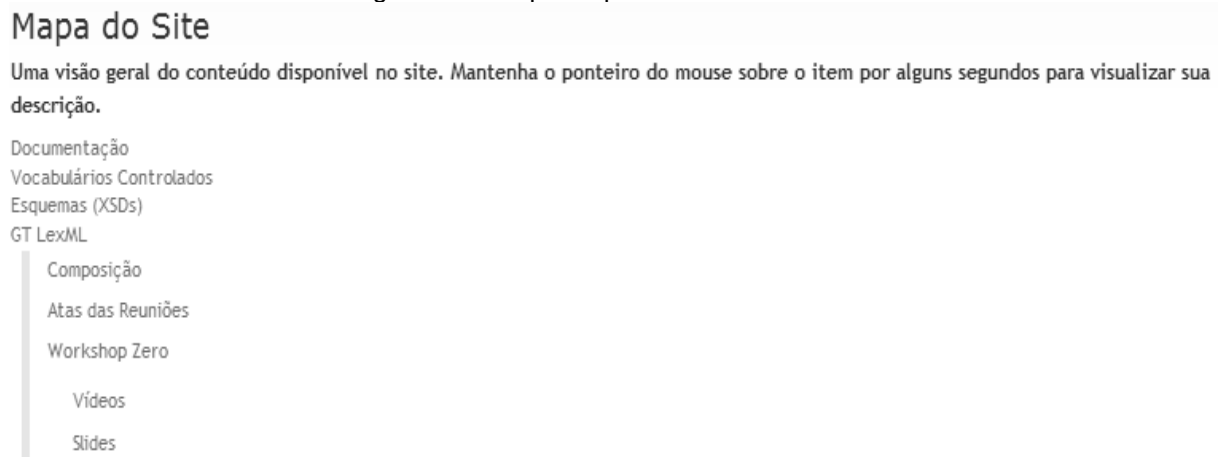 Mapa do Site
Uma visão geral do conteúdo disponível no site. Mantenha o ponteiro do mouse sobre o item por alguns segundos para visualizar sua
descrição.
Documentação
Vocabulários Controlados
Esquemas (XSDs)
GT LexML
Composição
Atas das Reuniões
Workshop Zero
Vídeos
Slides